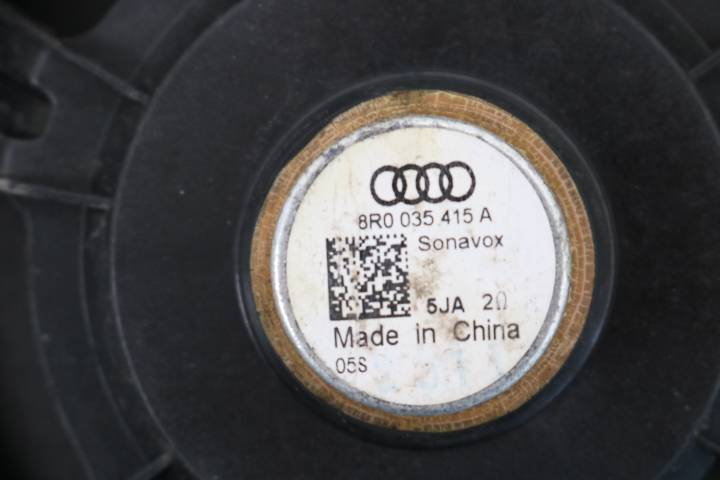 8R0 035 415 A
Sonavox
5JA 2Ω
Made in China
05S